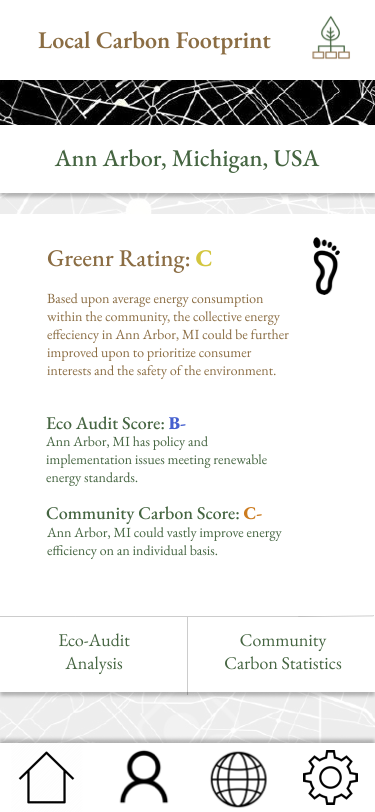 Local Carbon Footprint
Ann Arbor, Michigan, USA
Greenr Rating: C
Based upon average energy consumption
within the community, the collective energy
effeciency in Ann Arbor, MI could be further
improved upon to prioritize consumer
interests and the safety of the environment.
Eco Audit Score: B-
Ann Arbor, MI has policy and
implementation issues meeting renewable
energy standards.
Community Carbon Score: C-
Ann Arbor, MI could vastly improve energy
efficiency on an individual basis.
Eco-Audit
Analysis
Community
Carbon Statistics